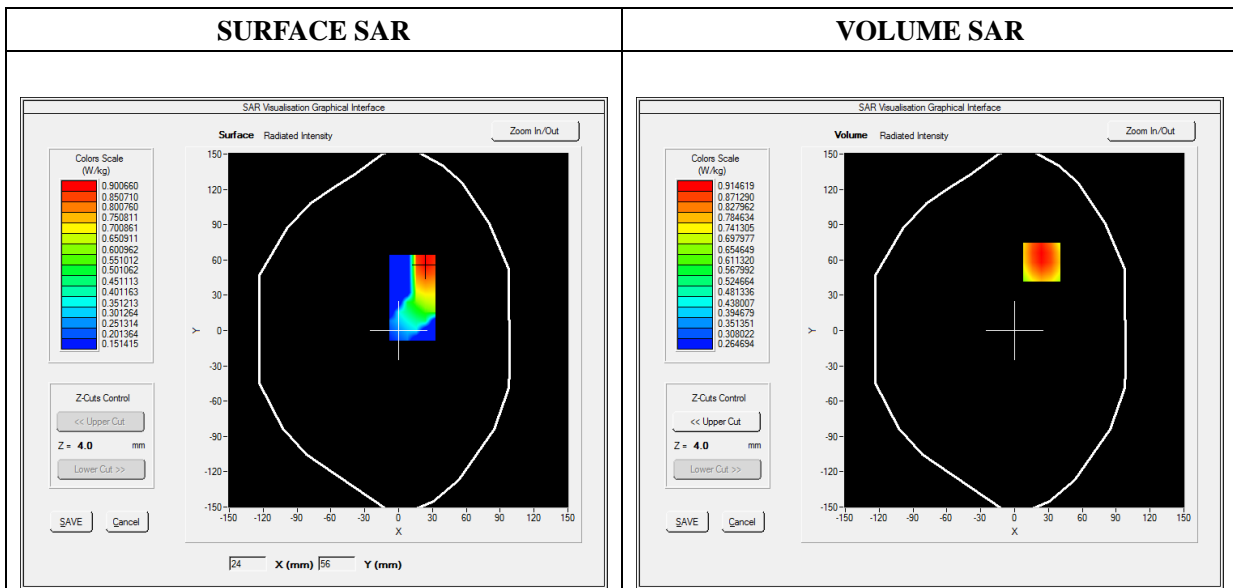 SURFACE SAR
VOLUME SAR
SAR Visualisation Graphical Interface
Surface Radiated Intensity
Zoom In/Out
Colors Scale
(W/kg)
0.900660
0.850710
0.800760
0.750811
0.700861
0.650911
0.600962
0.551012
0.501062
0.451113
0.401163
0.351213
0.301264
0.251314
0.201364
0.151415
Z-Cuts Control
<< Upper Cut
Z = 4.0 mm
Lower Cut >>
SAVE Cancel
150
120
90
60
30
0
-30
-60
-90
-120
-150
Y
-150 -120 -90 -60 -30 0 30 60 90 120 150
X
24 X (mm) 56 Y (mm)
SAR Visualisation Graphical Interface
Volume Radiated Intensity
Zoom In/Out
Colors Scale
(W/kg)
0.914619
0.871290
0.827962
0.784634
0.741305
0.697977
0.654649
0.611320
0.567992
0.524664
0.481336
0.438007
0.394679
0.351351
0.308022
0.264694
Z-Cuts Control
<< Upper Cut
Z = 4.0 mm
Lower Cut >>
SAVE Cancel
150
120
90
60
30
0
-30
-60
-90
-120
-150
Y
-150 -120 -90 -60 -30 0 30 60 90 120 150
X